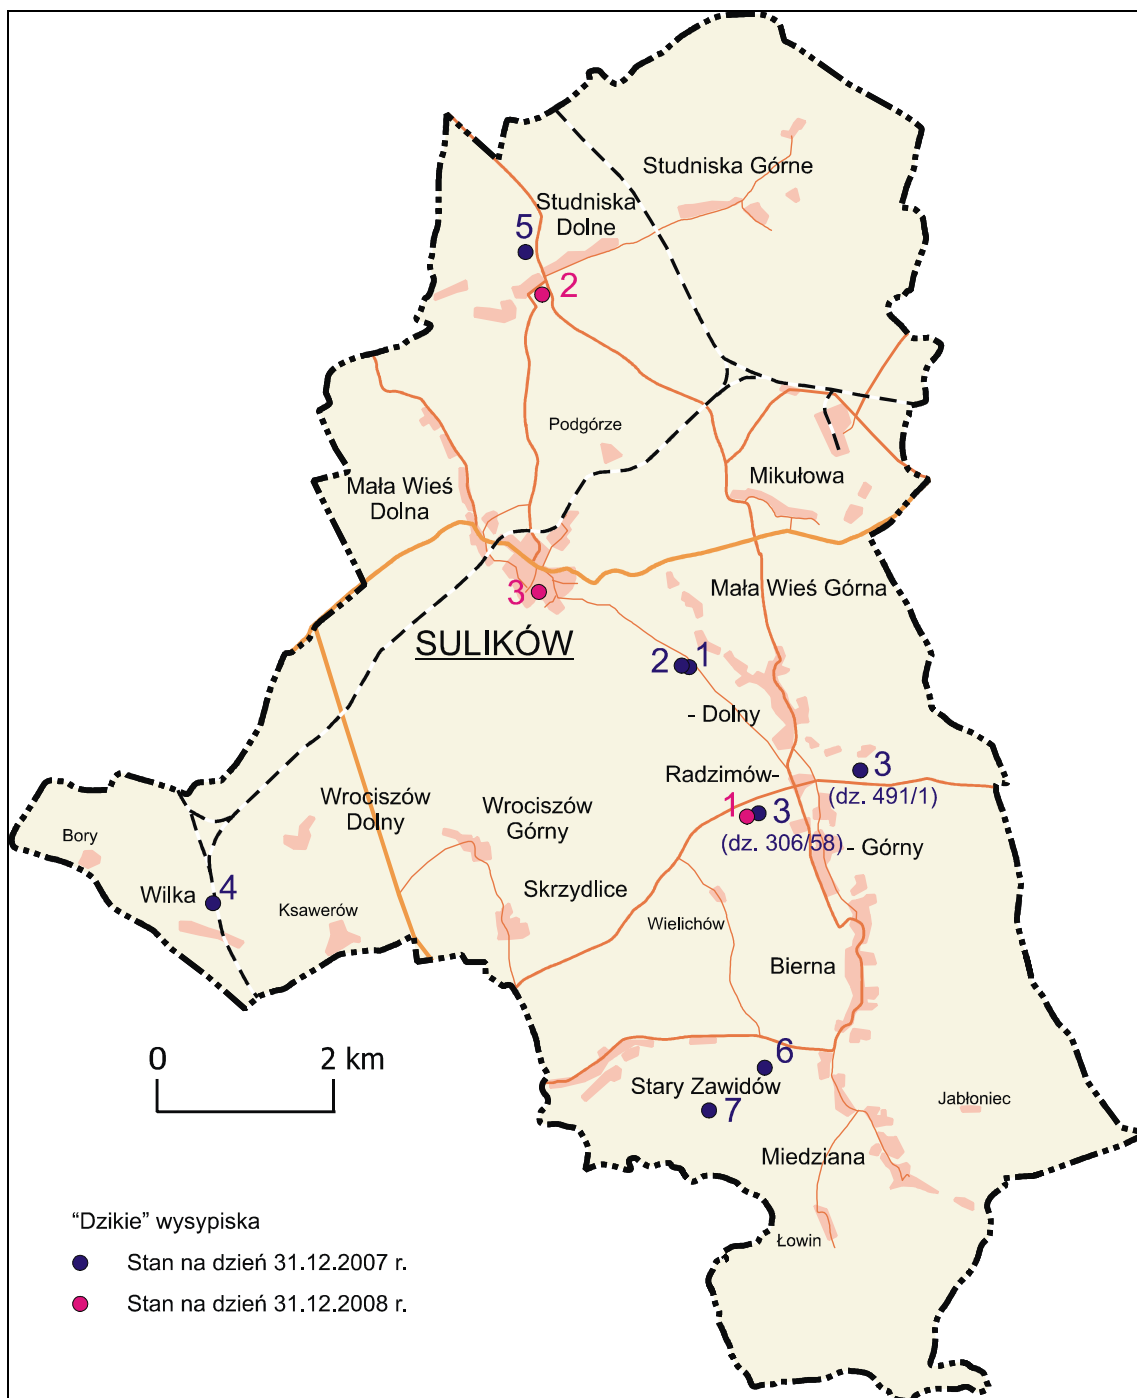 Studniska Górne
Studniska
Dolne
5
2
Podgórze
Mikułowa
Mała Wieś
Dolna
Mała Wieś Górna
3
SULIKÓW
2 1
- Dolny
Radzimów-
3
(dz. 491/1)
1 3
(dz. 306/58)
- Górny
Wrociszów
Dolny
Wrociszów
Górny
Bory
Wilka 4
Ksawerów
Skrzydlice
Wielichów
Bierna
0 2 km
6
Stary Zawidów
7
Jabłoniec
Miedziana
Łowin
“Dzikie” wysypiska
Stan na dzień 31.12.2007 r.
Stan na dzień 31.12.2008 r.